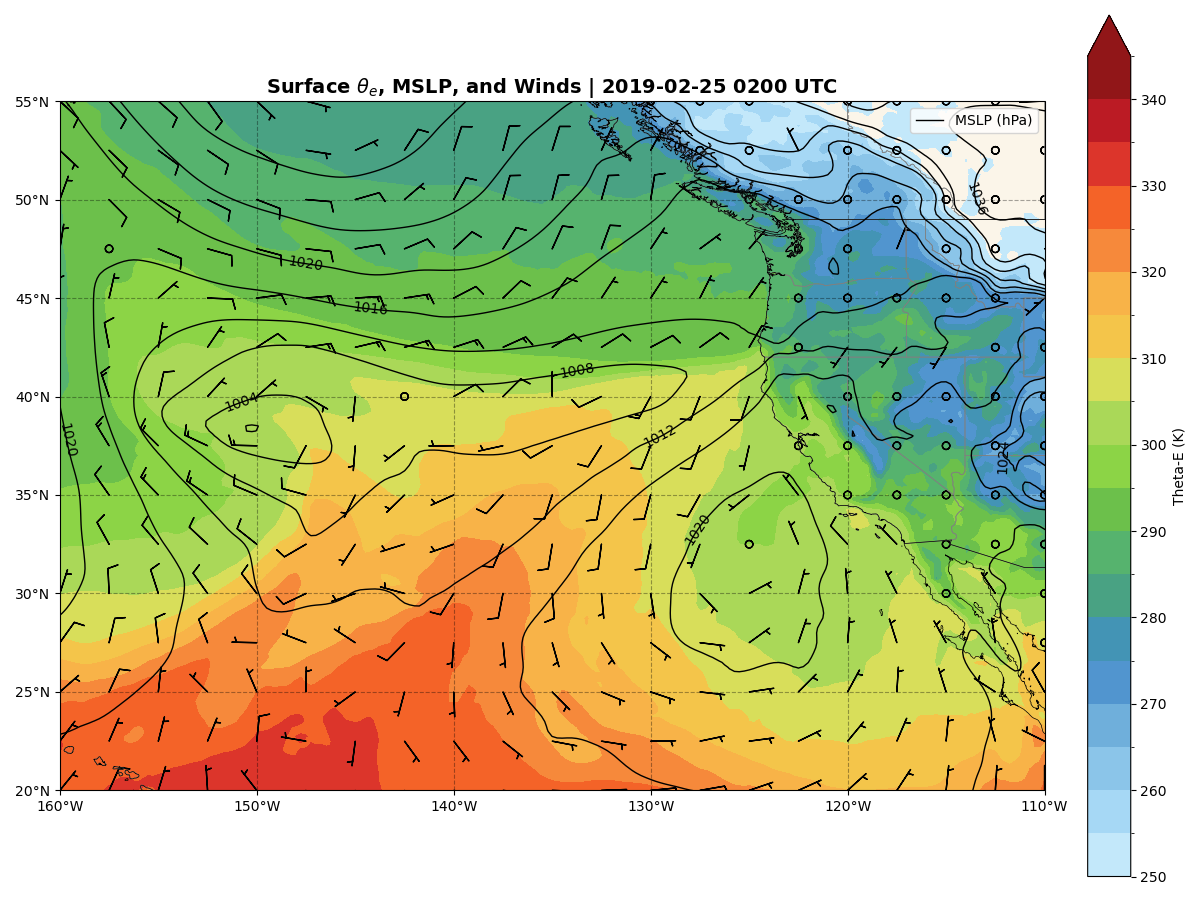 Surface θe, MSLP, and Winds | 2019-02-25 0200 UTC
MSLP (hPa)
55°N
50°N
45°N
40°N
35°N
30°N
25°N
20°N
160°W
150°W
140°W
130°W
120°W
110°W
1036
1020
1016
1008
1004
1012
1020
1020
1024
340
330
320
310
300
290
280
270
260
250
Theta-E (K)